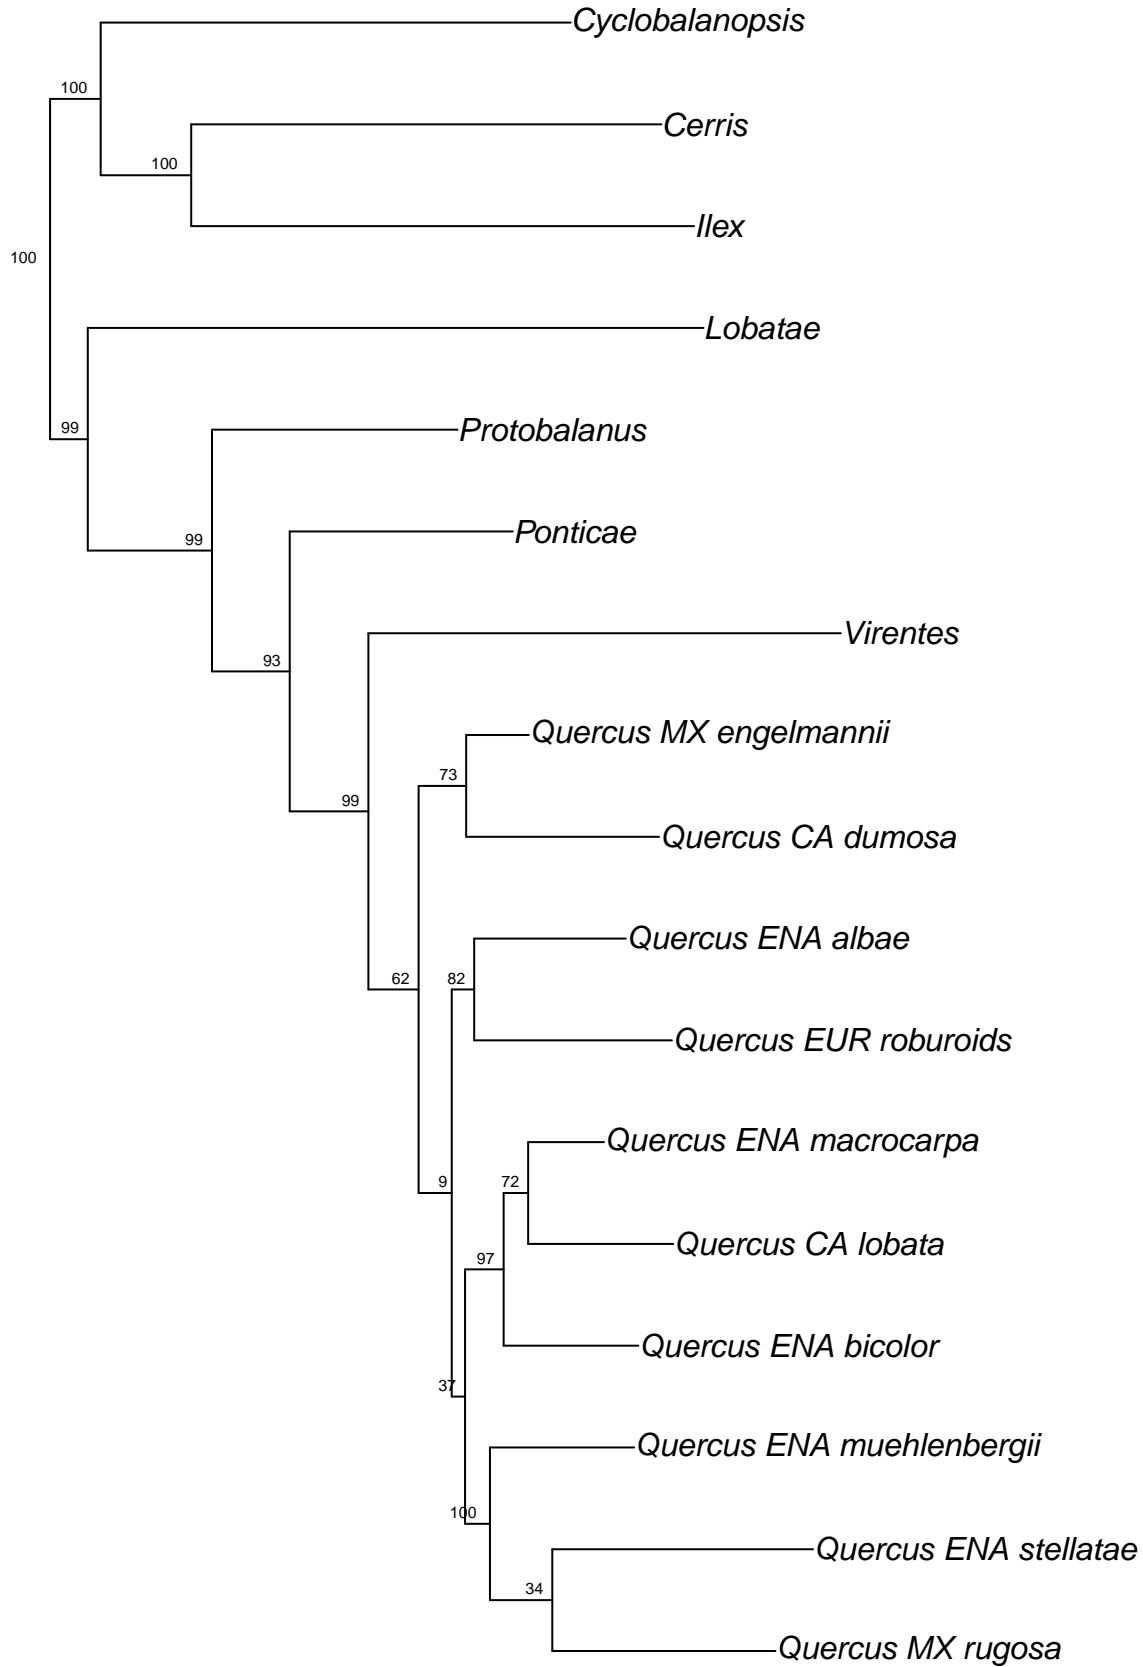 Cyclobalanopsis
100
Cerris
100
Ilex
100
Lobatae
99
Protobalanus
99
Ponticae
93
Virentes
Quercus MX engelmannii
73
99
Quercus CA dumosa
Quercus ENA albae
62
82
Quercus EUR roburoids
Quercus ENA macrocarpa
9
72
Quercus CA lobata
97
Quercus ENA bicolor
37
Quercus ENA muehlenbergii
100
Quercus ENA stellatae
34
Quercus MX rugosa